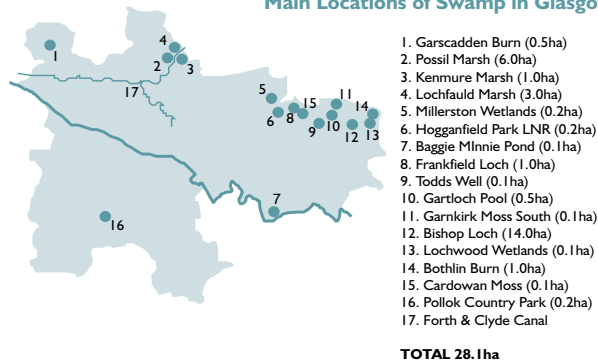 Main Locations of Swamp in Glasgo
1. Garscadden Burn (0.5ha)
2. Possil Marsh (6.0ha)
3. Kenmure Marsh (1.0ha)
4. Lochfauld Marsh (3.0ha)
5. Millerston Wetlands (0.2ha)
6. Hogganfield Park LNR (0.2ha)
7. Baggie MInnie Pond (0.1ha)
8. Frankfield Loch (1.0ha)
9. Todds Well (0.1ha)
10. Gartloch Pool (0.5ha)
11. Garnkirk Moss South (0.1ha)
12. Bishop Loch (14.0ha)
13. Lochwood Wetlands (0.1ha)
14. Bothlin Burn (1.0ha)
15. Cardowan Moss (0.1ha)
16. Pollok Country Park (0.2ha)
17. Forth & Clyde Canal
TOTAL 28.1ha
1
4
2
3
17
5
6
8
15
9
10
11
12
14
13
7
16